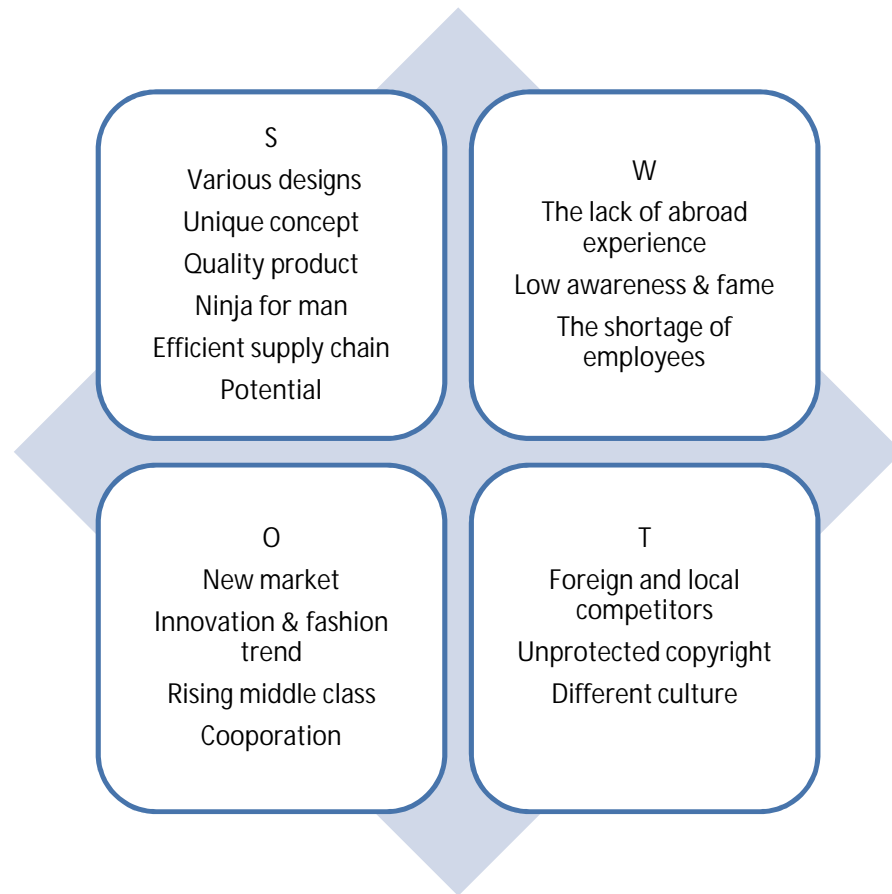 S
Various designs
Unique concept
Quality product
Ninja for man
Efficient supply chain
Potential
W
The lack of abroad
experience
Low awareness & fame
The shortage of
employees
O
New market
Innovation & fashion
trend
Rising middle class
Cooporation
T
Foreign and local
competitors
Unprotected copyright
Different culture